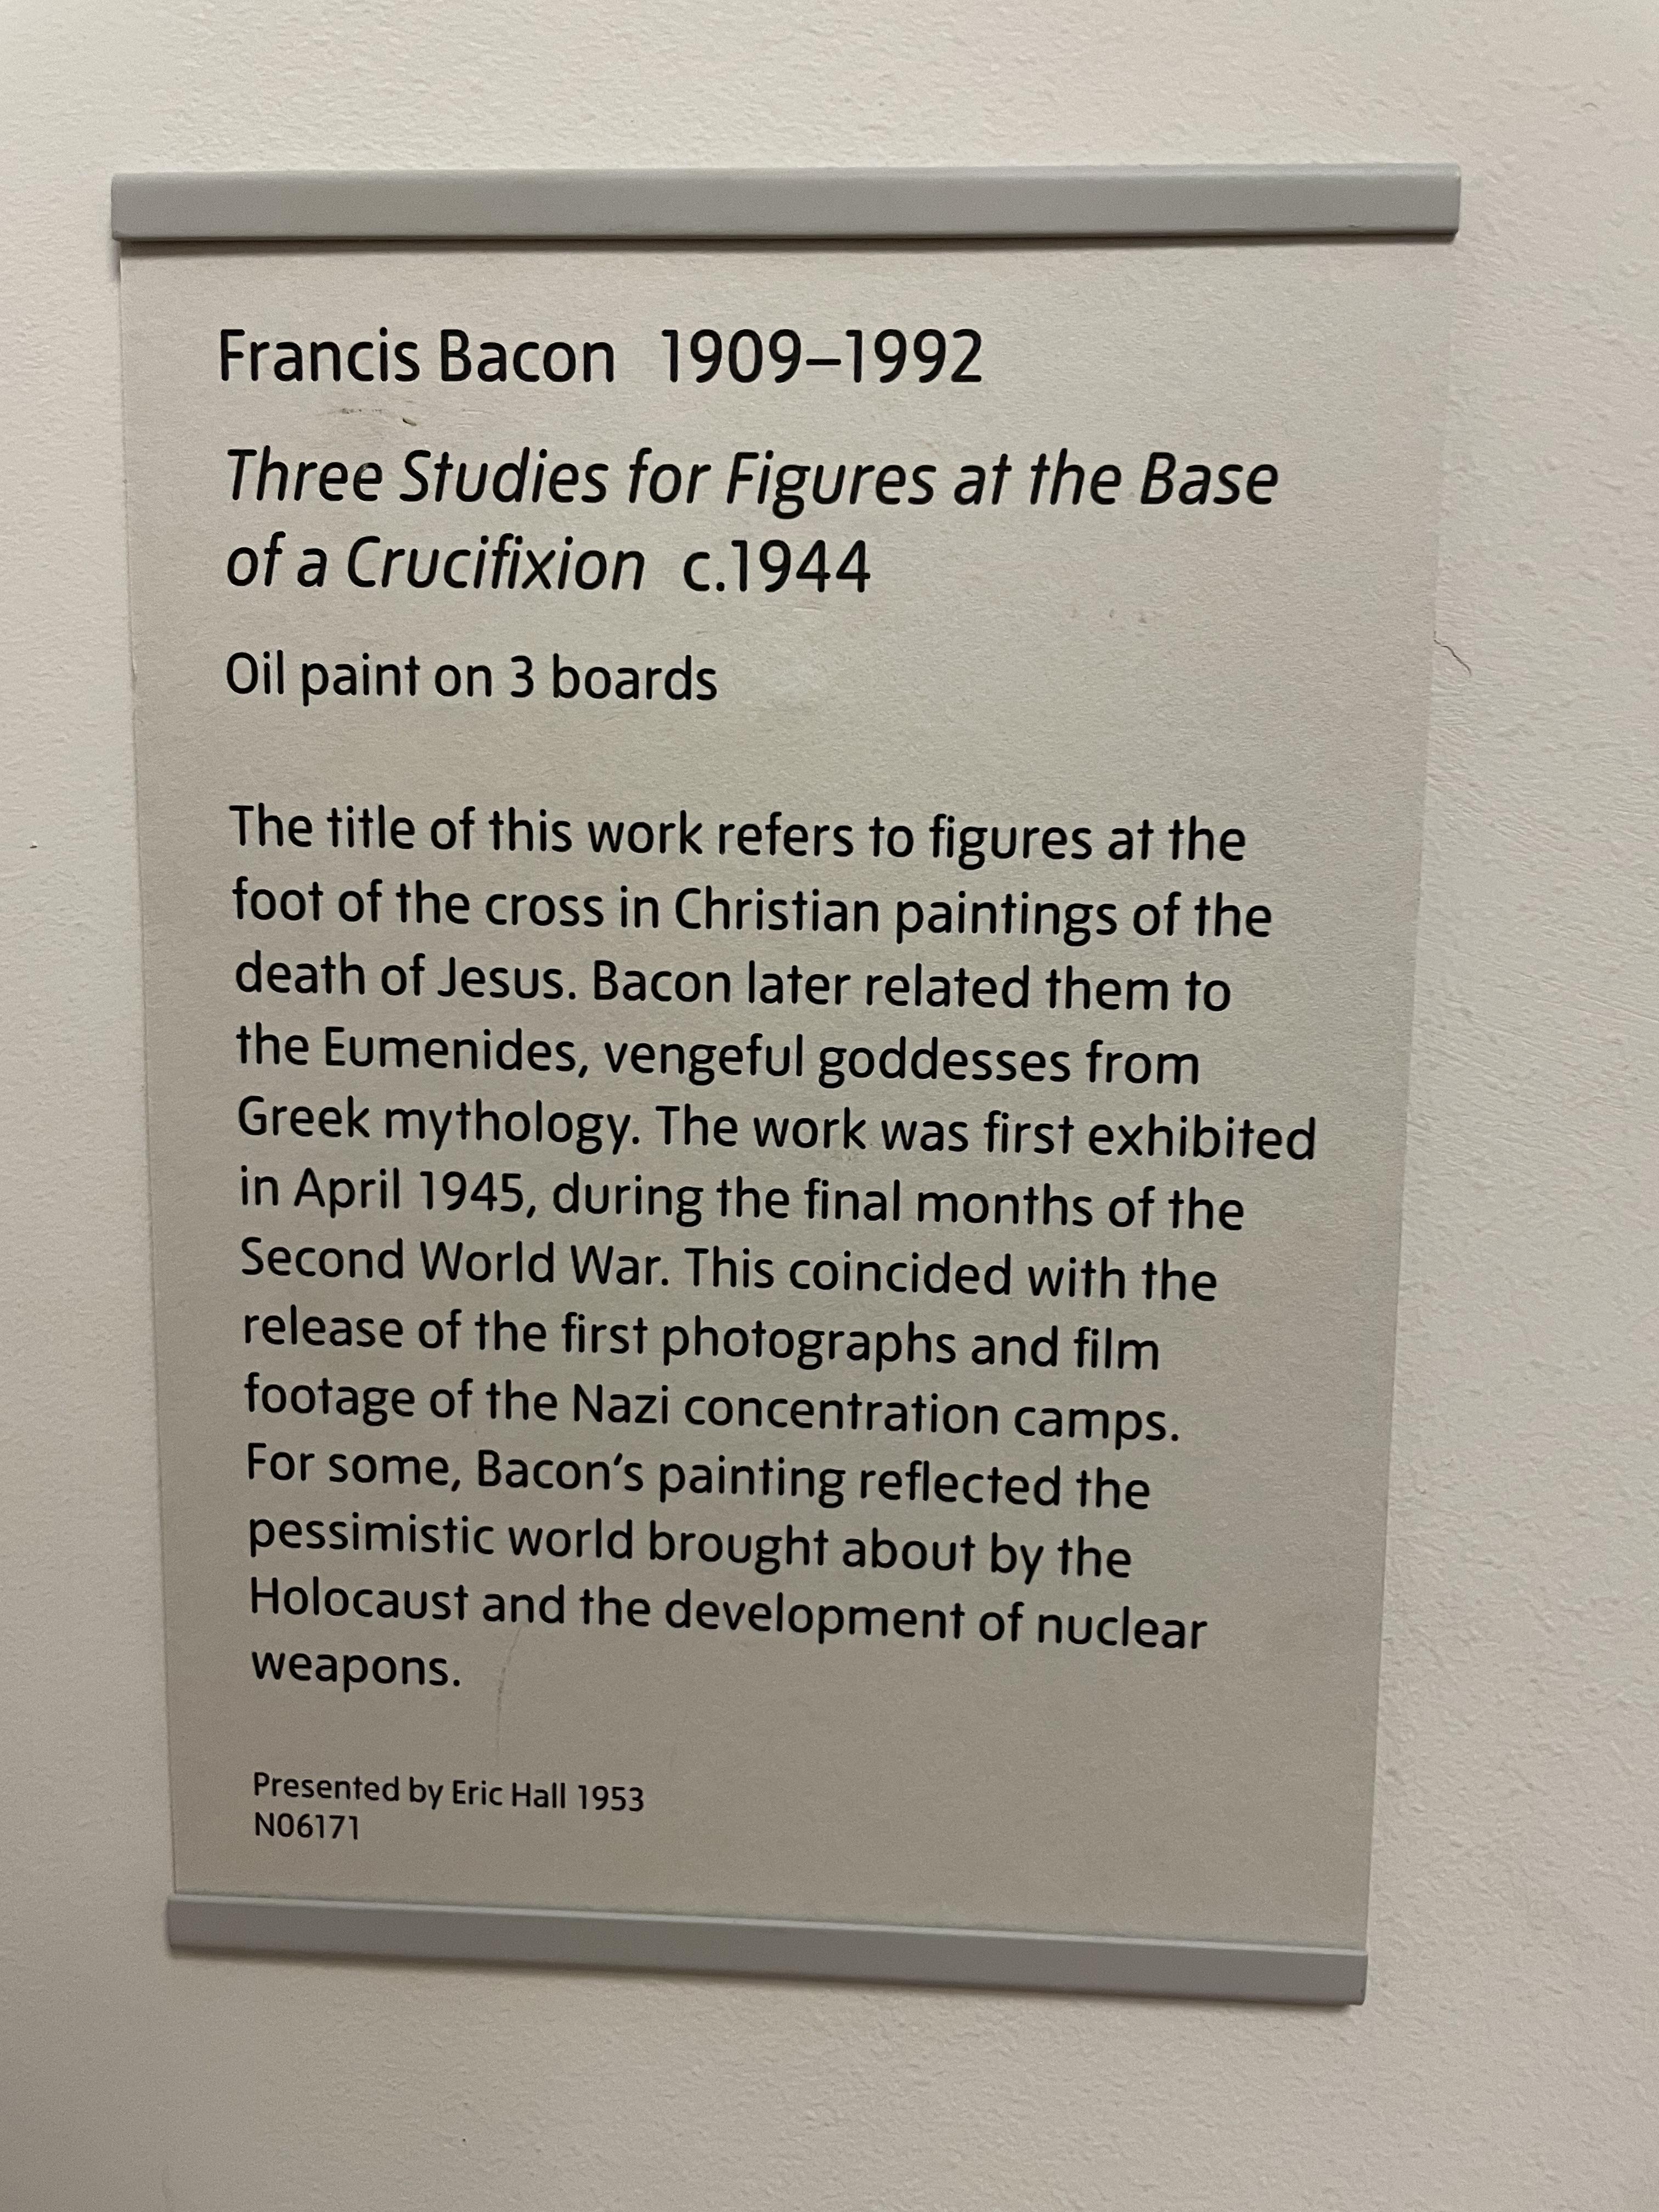 Francis Bacon 1909–1992
Three Studies for Figures at the Base
of a Crucifixion c.1944
Oil paint on 3 boards
The title of this work refers to figures at the
foot of the cross in Christian paintings of the
death of Jesus. Bacon later related them to
the Eumenides, vengeful goddesses from
Greek mythology. The work was first exhibited
in April 1945, during the final months of the
Second World War. This coincided with the
release of the first photographs and film
footage of the Nazi concentration camps.
For some, Bacon’s painting reflected the
pessimistic world brought about by the
Holocaust and the development of nuclear
weapons.
Presented by Eric Hall 1953
N06171